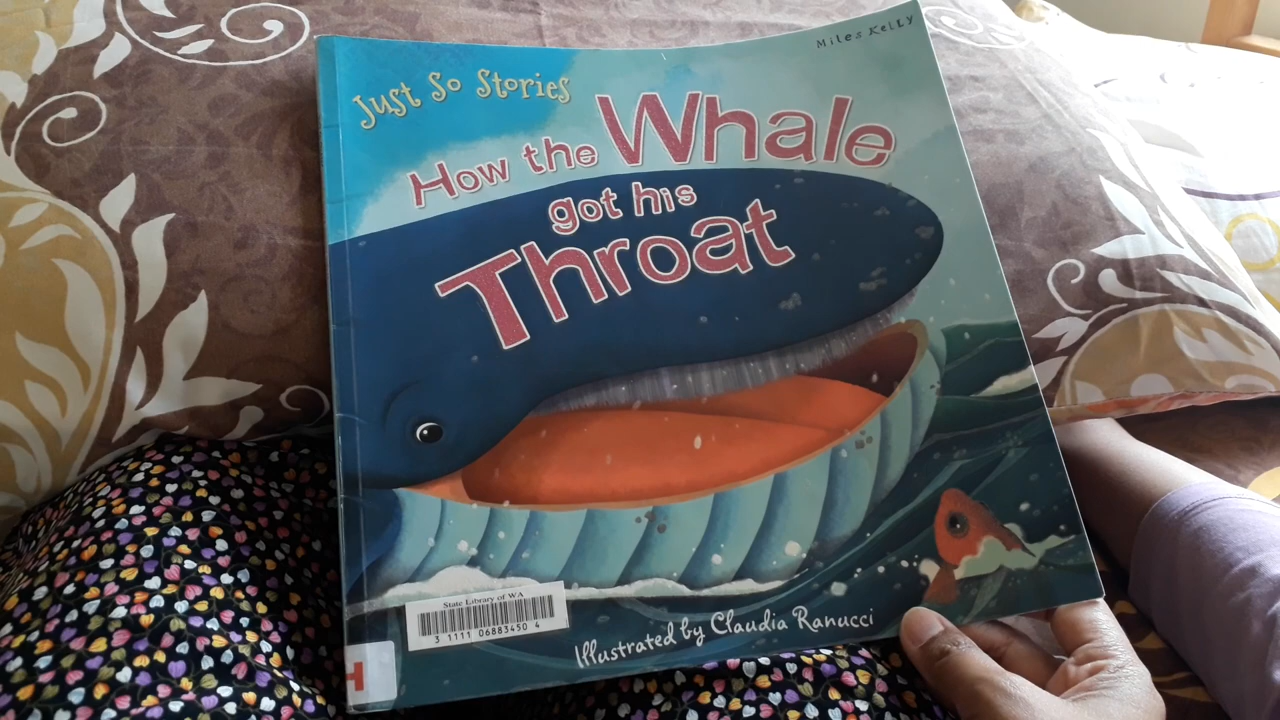 Miles Kelly
Just So Stories
How the Whale
got his
Throat
State Library of WA
3 1111 06883450 4
Illustrated by Claudia Ranucci
H